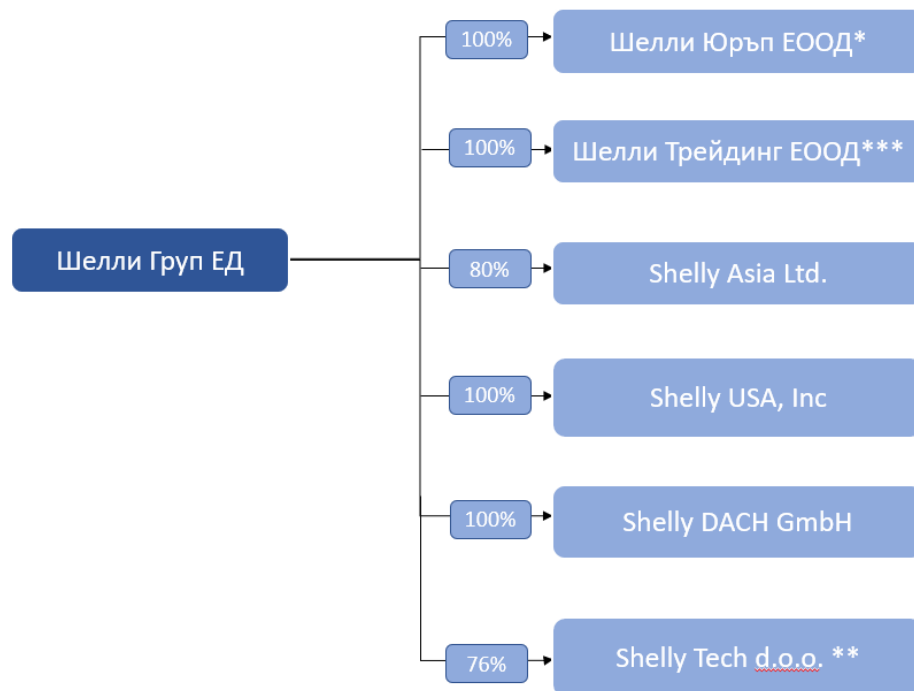 100%
Шелли Юръп ЕООД*
100%
Шелли Трейдинг ЕООД***
Шелли Груп ЕД
80%
Shelly Asia Ltd.
100%
Shelly USA, Inc
100%
Shelly DACH GmbH
76%
Shelly Tech d.o.o. **